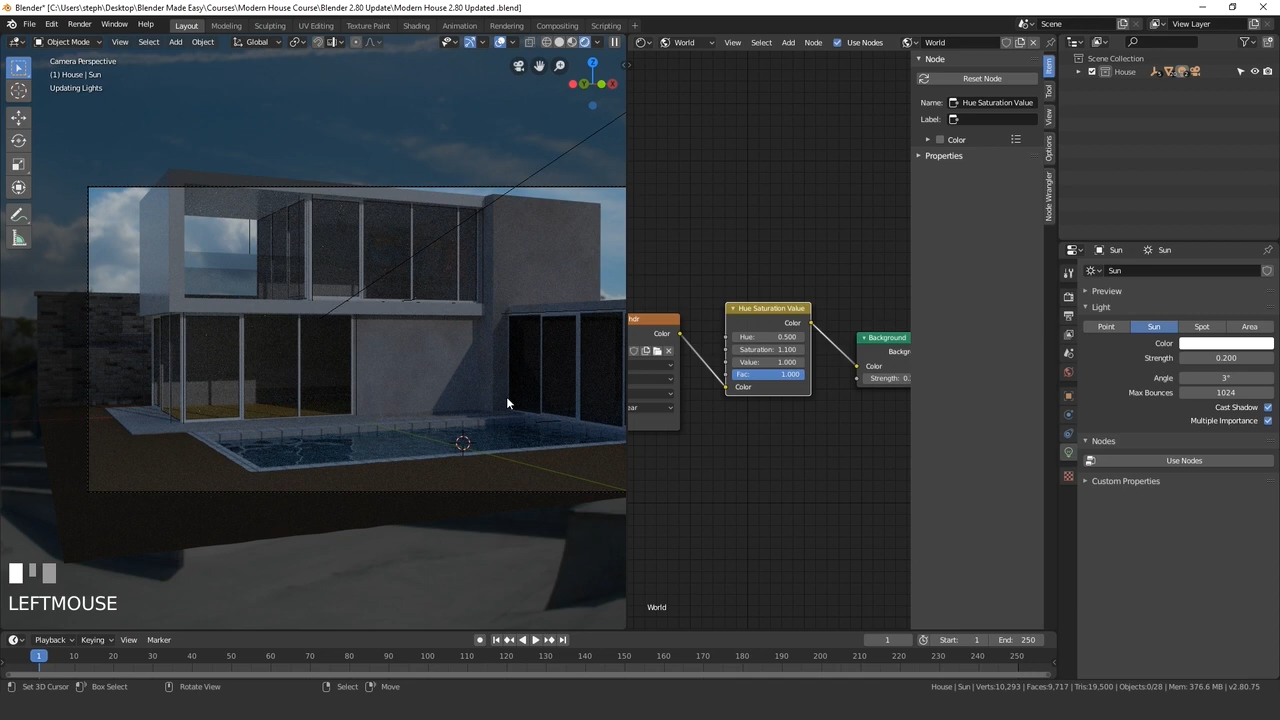 Blender* [C:\Users\steph\Desktop\Blender Made Easy\Courses\Modern House Course\Blender 2.80 Update\Modern House 2.80 Updated .blend]
File Edit Render Window Help Layout Modeling Sculpting UV Editing Texture Paint Shading Animation Rendering Compositing Scripting Scene View Layer
Object Mode View Select Add Object Global World View Select Add Node Use Nodes World
Camera Perspective
(1) House | Sun
Updating Lights
Z
Y
X
Node
Reset Node
Name: Hue Saturation Value
Label:
Color
Properties
Item
Tool
View
Options
Node Wrangler
hdr
Color
ear
Hue Saturation Value
Color
Hue: 0.500
Saturation: 1.100
Value: 1.000
Fac: 1.000
Color
Background
Backgr
Color
Strength: 0.
World
LEFTMOUSE
Scene Collection
House
Sun Sun
Sun
Preview
Light
Point Sun Spot Area
Color
Strength 0.200
Angle 3°
Max Bounces 1024
Cast Shadow
Multiple Importance
Nodes
Use Nodes
Custom Properties
Playback Keying View Marker 1 Start: 1 End: 250
1 10 20 30 40 50 60 70 80 90 100 110 120 130 140 150 160 170 180 190 200 210 220 230 240 250
Set 3D Cursor Box Select Rotate View Select Move House | Sun | Verts:10,293 | Faces:9,717 | Tris:19,500 | Objects:0/28 | Mem: 376.6 MB | v2.80.75